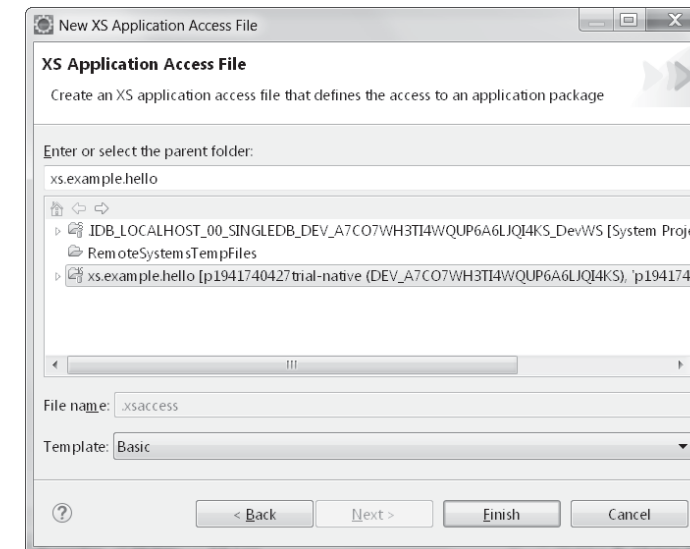 New XS Application Access File
XS Application Access File
Create an XS application access file that defines the access to an application package
Enter or select the parent folder:
xs.example.hello
.IDB_LOCALHOST_00_SINGLEDB_DEV_A7CO7WH3TI4WQUP6A6LJQI4KS_DevWS [System Proje
RemoteSystemsTempFiles
xs.example.hello [p1941740427trial-native (DEV_A7CO7WH3TI4WQUP6A6LJQI4KS), 'p194174
File name: .xsaccess
Template: Basic
< Back Next > Finish Cancel